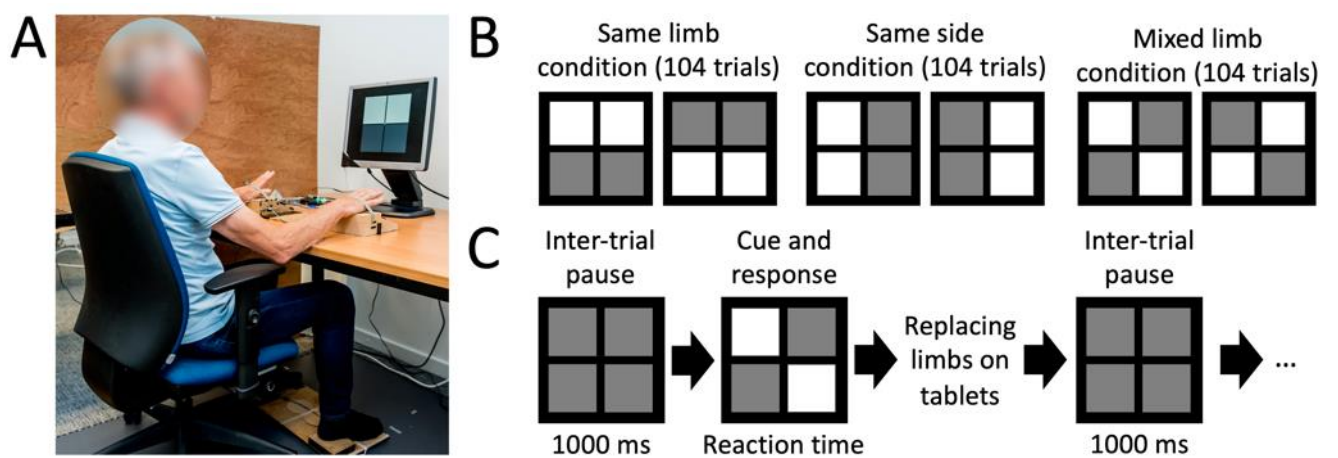 A
B
Same limb
condition (104 trials)
Same side
condition (104 trials)
Mixed limb
condition (104 trials)
C
Inter-trial
pause
Cue and
response
Replacing
limbs on
tablets
Inter-trial
pause
...
1000 ms
Reaction time
1000 ms